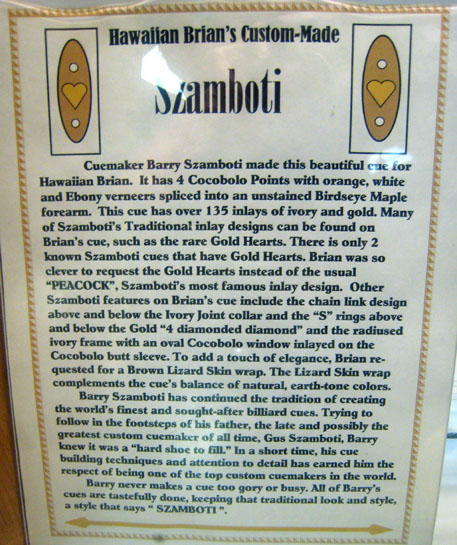 Hawaiian Brian's Custom-Made
Szamboti
Cuemaker Barry Szamboti made this beautiful cue for
Hawaiian Brian. It has 4 Cocobolo Points with orange, white
and Ebony verneers spliced into an unstained Birdseye Maple
forearm. This cue has over 135 inlays of ivory and gold. Many
of Szamboti's Traditional inlay designs can be found on
Brian's cue, such as the rare Gold Hearts. There is only 2
known Szamboti cues that have Gold Hearts. Brian was so
clever to request the Gold Hearts instead of the usual
"PEACOCK", Szamboti's most famous inlay design. Other
Szamboti features on Brian's cue include the chain link design
above and below the Ivory Joint collar and the "S" rings above
and below the Gold "4 diamonded diamond" and the radiused
ivory frame with an oval Cocobolo window inlayed on the
Cocobolo butt sleeve. To add a touch of elegance, Brian re-
quested for a Brown Lizard Skin wrap. The Lizard Skin wrap
complements the cue's balance of natural, earth-tone colors.
Barry Szamboti has continued the tradition of creating
the world's finest and sought-after billiard cues. Trying to
follow in the footsteps of his father, the late and possibly the
greatest custom cuemaker of all time, Gus Szamboti, Barry
knew it was a "hard shoe to fill." In a short time, his cue
building techniques and attention to detail has earned him the
respect of being one of the top custom cuemakers in the world.
Barry never makes a cue too gory or busy. All of Barry's
cues are tastefully done, keeping that traditional look and style,
a style that says " SZAMBOTI ".